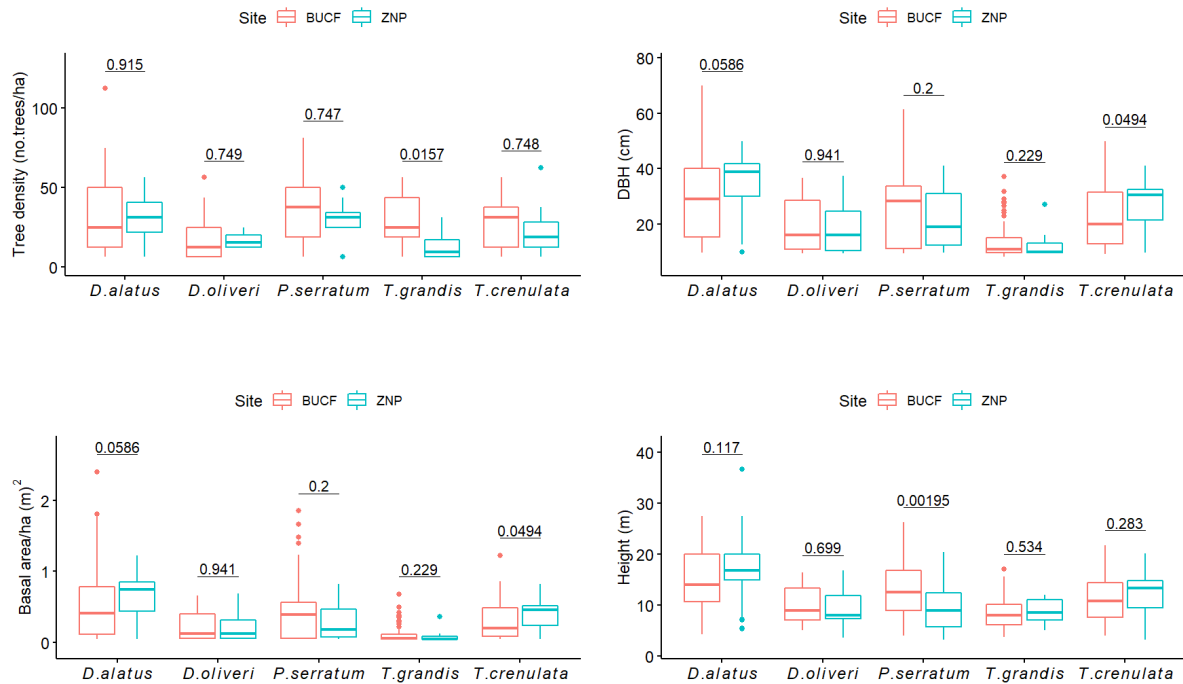 Site BUCF ZNP
Tree density (no.trees/ha)
100
50
0
0.915
0.749
0.747
0.0157
0.748
D.alatus D.oliveri P.serratum T.grandis T.crenulata
Site BUCF ZNP
DBH (cm)
80
60
40
20
0.0586
0.941
0.2
0.229
0.0494
D.alatus D.oliveri P.serratum T.grandis T.crenulata
Site BUCF ZNP
Basal area/ha (m)²
2
1
0
0.0586
0.941
0.2
0.229
0.0494
D.alatus D.oliveri P.serratum T.grandis T.crenulata
Site BUCF ZNP
Height (m)
40
30
20
10
0
0.117
0.699
0.00195
0.534
0.283
D.alatus D.oliveri P.serratum T.grandis T.crenulata